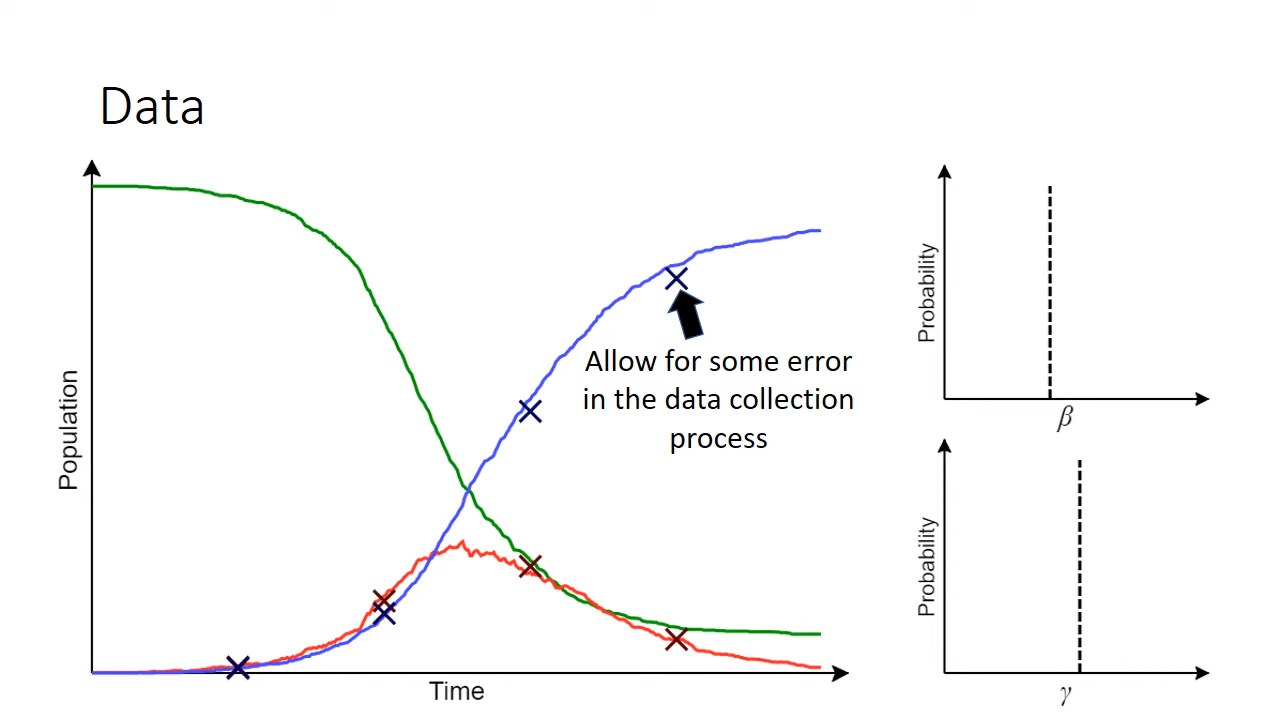 Data
Population
Time
Allow for some error
in the data collection
process
Probability
β
Probability
γ